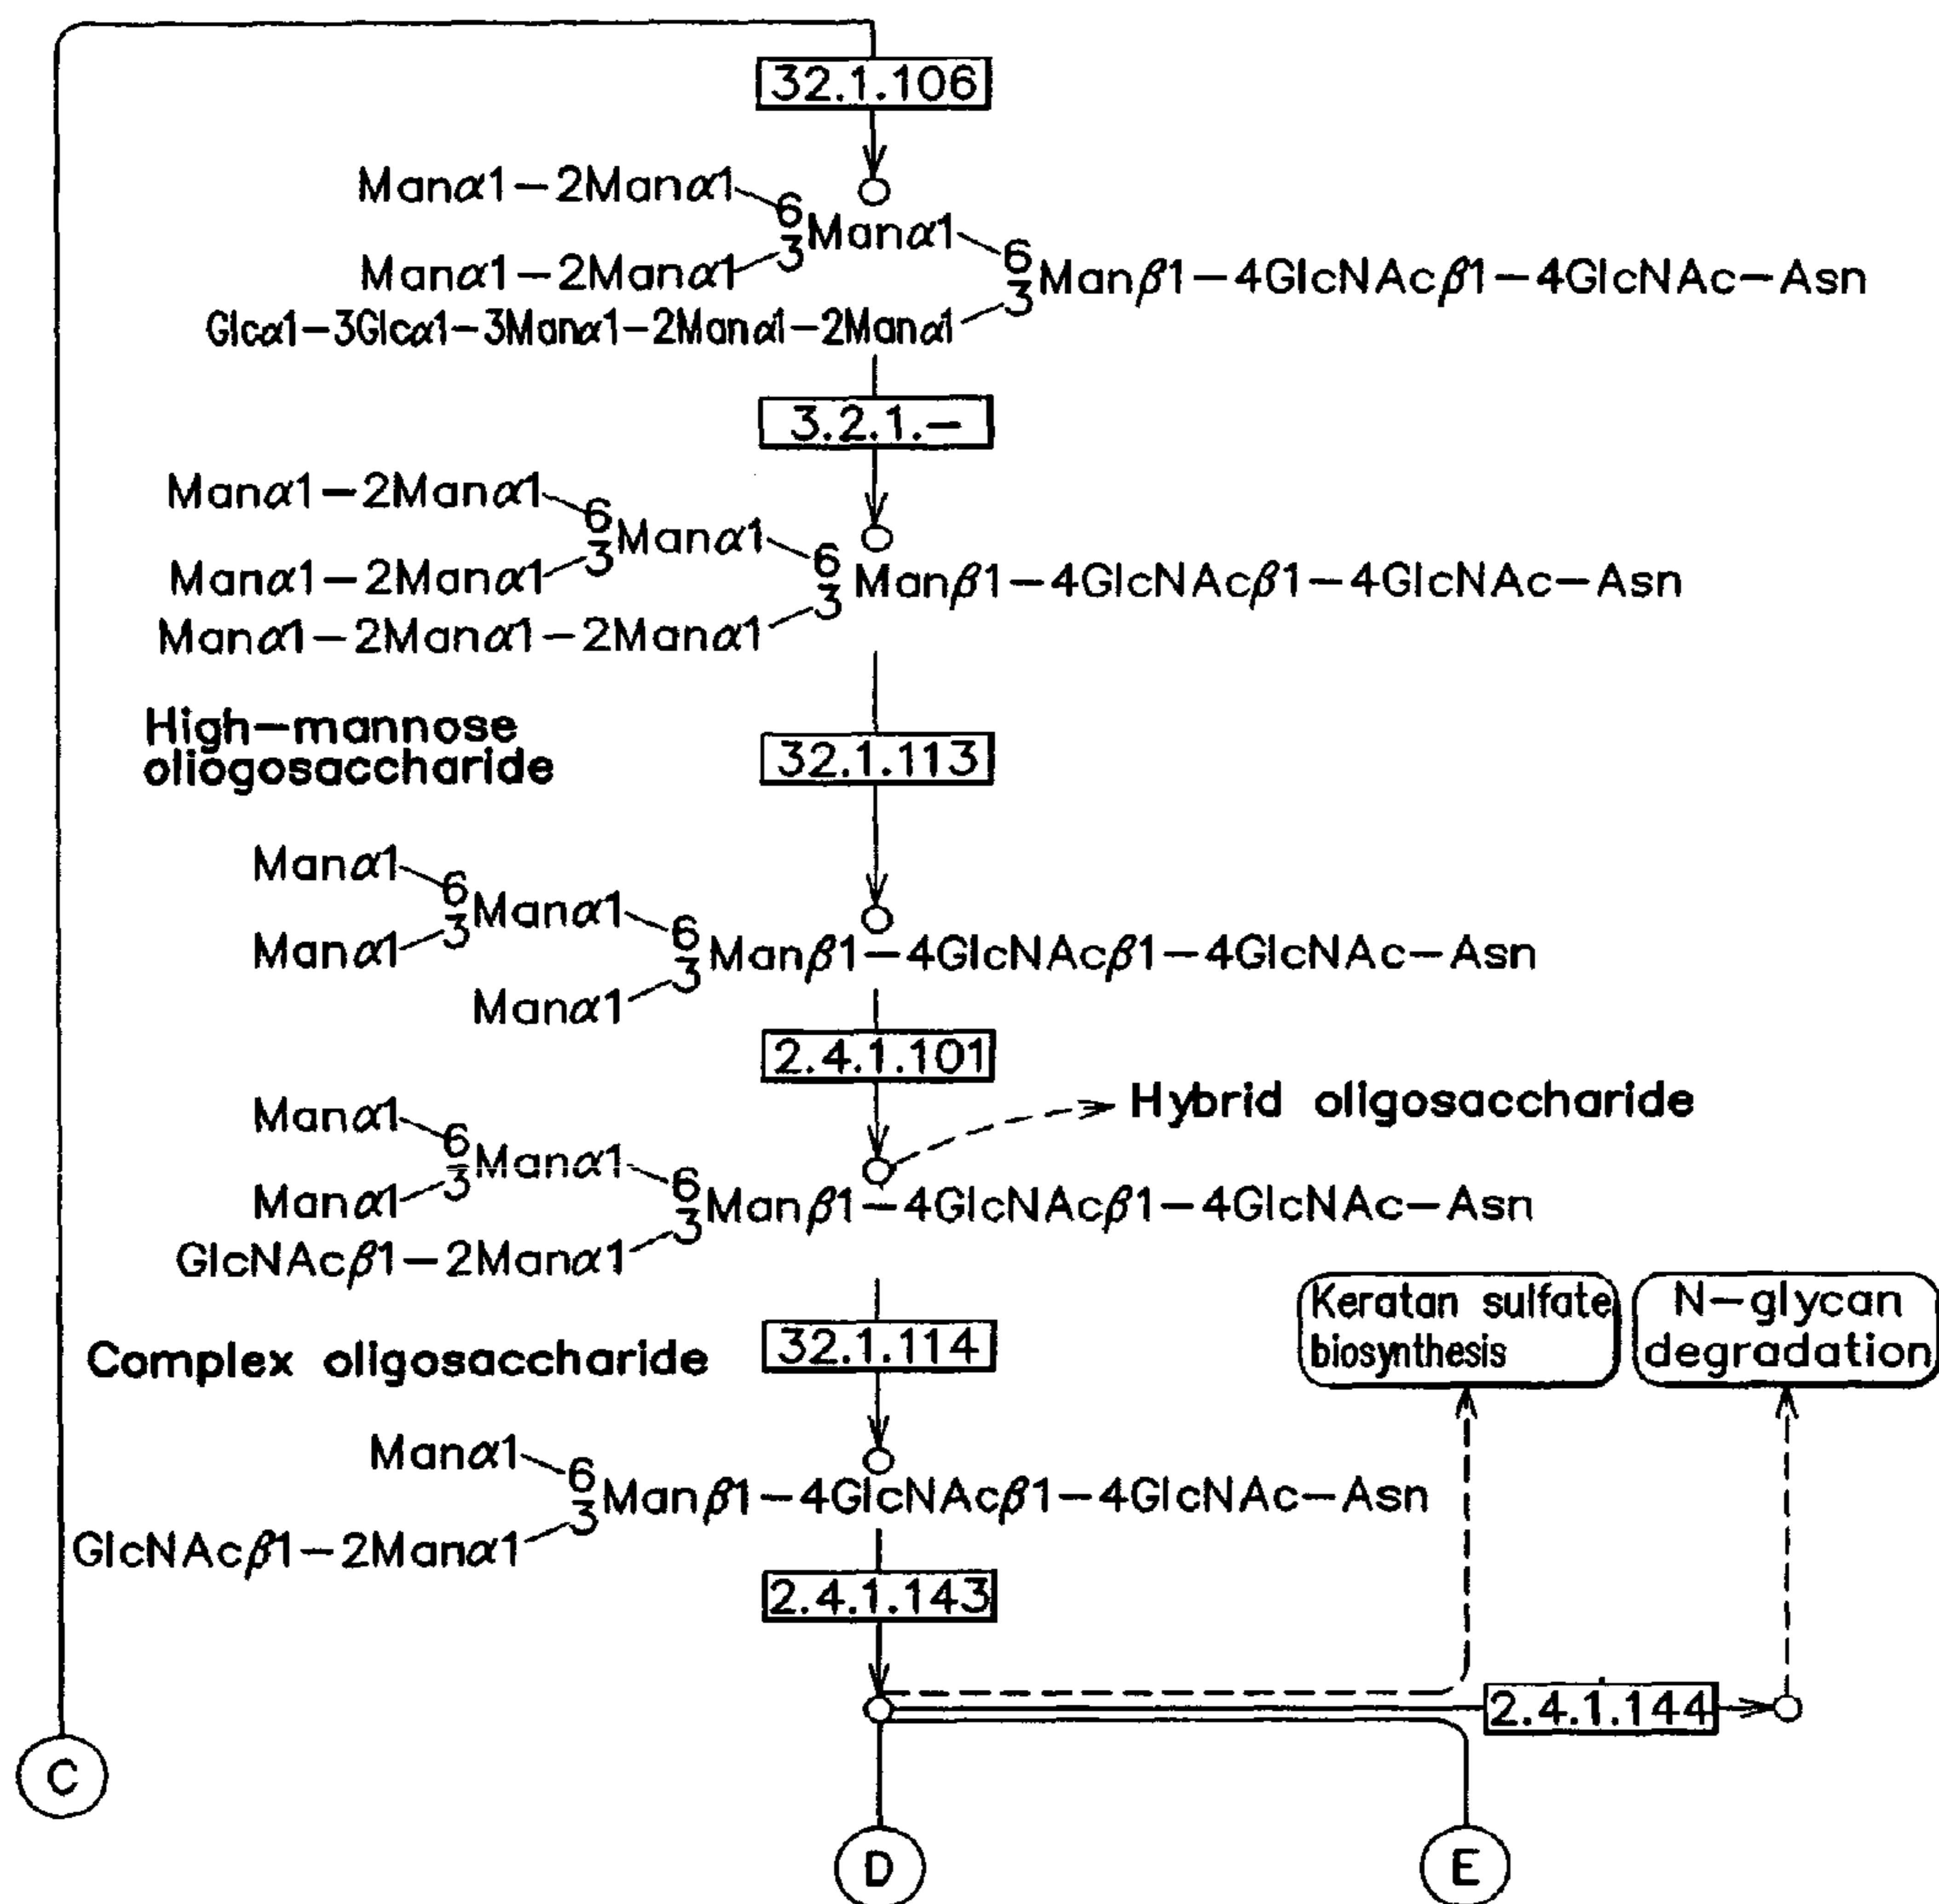 32.1.106
Manα1-2Manα1
6
Manα1
3
Manα1-2Manα1
6
Manβ1-4GlcNAcβ1-4GlcNAc-Asn
3
Glcα1-3Glcα1-3Manα1-2Manα1-2Manα1
3.2.1.-
Manα1-2Manα1
6
Manα1
3
Manα1-2Manα1
6
Manβ1-4GlcNAcβ1-4GlcNAc-Asn
3
Manα1-2Manα1-2Manα1
High-mannose
oliogosaccharide
32.1.113
Manα1
6
Manα1
3
Manα1
6
Manβ1-4GlcNAcβ1-4GlcNAc-Asn
3
Manα1
2.4.1.101
Hybrid oligosaccharide
Manα1
6
Manα1
3
Manα1
6
Manβ1-4GlcNAcβ1-4GlcNAc-Asn
3
GlcNAcβ1-2Manα1
Keratan sulfate
biosynthesis
N-glycan
degradation
32.1.114
Complex oligosaccharide
Manα1
6
Manβ1-4GlcNAcβ1-4GlcNAc-Asn
3
GlcNAcβ1-2Manα1
2.4.1.143
2.4.1.144
C
D
E